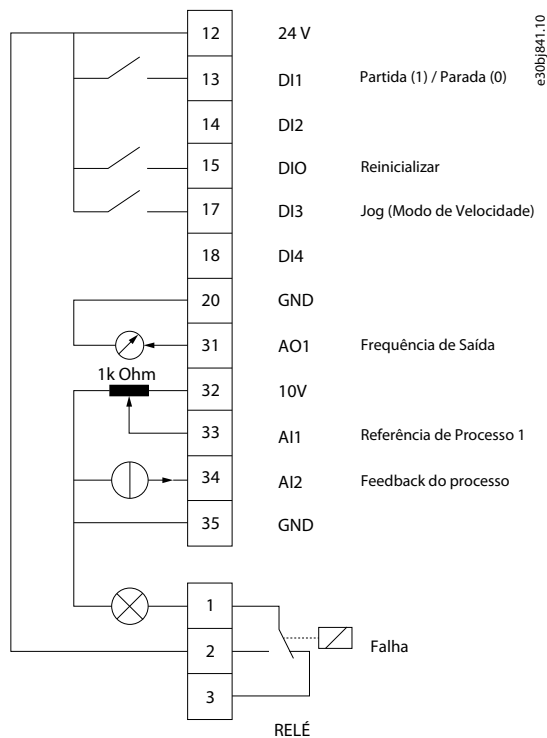 e30bj841.10
12 24 V
13 DI1 Partida (1) / Parada (0)
14 DI2
15 DIO Reinicializar
17 DI3 Jog (Modo de Velocidade)
18 DI4
20 GND
31 AO1 Frequência de Saída
1k Ohm
32 10V
33 AI1 Referência de Processo 1
34 AI2 Feedback do processo
35 GND
1
2 Falha
3
RELÉ